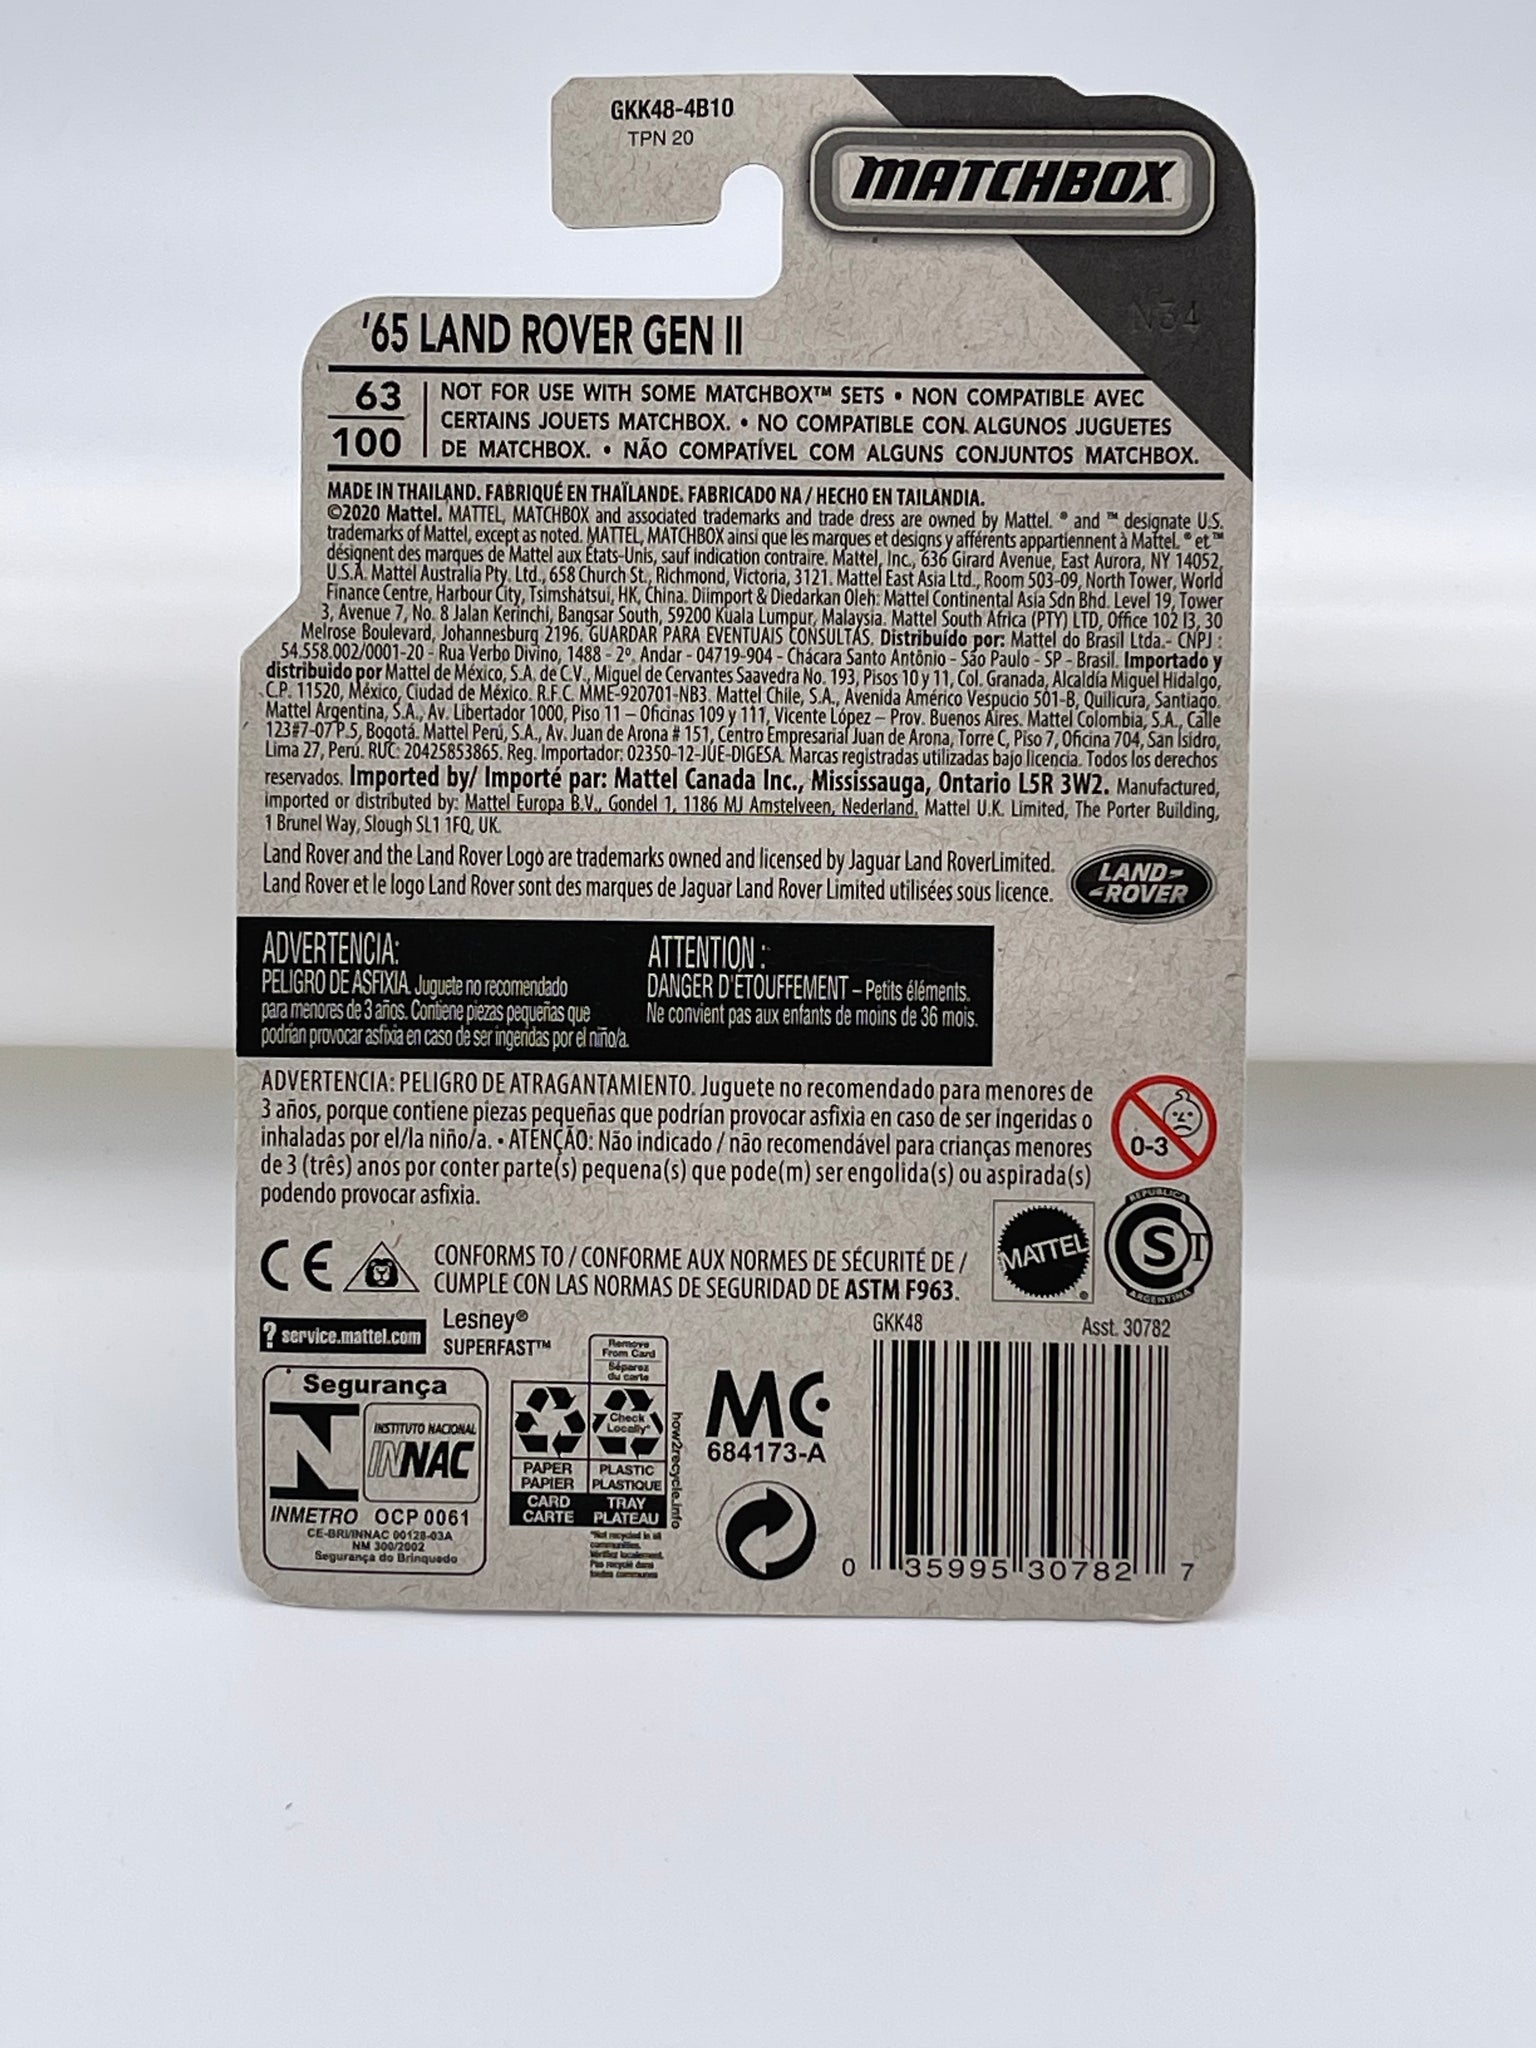 GKK48-4B10
TPN 20
MATCHBOX™
N34
'65 LAND ROVER GEN II
63
100
NOT FOR USE WITH SOME MATCHBOX™ SETS • NON COMPATIBLE AVEC
CERTAINS JOUETS MATCHBOX. • NO COMPATIBLE CON ALGUNOS JUGUETES
DE MATCHBOX. • NÃO COMPATÍVEL COM ALGUNS CONJUNTOS MATCHBOX.
MADE IN THAILAND. FABRIQUÉ EN THAÏLANDE. FABRICADO NA / HECHO EN TAILANDIA.
©2020 Mattel. MATTEL, MATCHBOX and associated trademarks and trade dress are owned by Mattel. ® and ™ designate U.S.
trademarks of Mattel, except as noted. MATTEL, MATCHBOX ainsi que les marques et designs y afférents appartiennent à Mattel. ® et ™
désignent des marques de Mattel aux États-Unis, sauf indication contraire. Mattel, Inc., 636 Girard Avenue, East Aurora, NY 14052,
U.S.A. Mattel Australia Pty. Ltd., 658 Church St., Richmond, Victoria, 3121. Mattel East Asia Ltd., Room 503-09, North Tower, World
Finance Centre, Harbour City, Tsimshatsui, HK, China. Diimport & Diedarkan Oleh: Mattel Continental Asia Sdn Bhd. Level 19, Tower
3, Avenue 7, No. 8 Jalan Kerinchi, Bangsar South, 59200 Kuala Lumpur, Malaysia. Mattel South Africa (PTY) LTD, Office 102 I3, 30
Melrose Boulevard, Johannesburg 2196. GUARDAR PARA EVENTUAIS CONSULTAS. Distribuído por: Mattel do Brasil Ltda.- CNPJ :
54.558.002/0001-20 - Rua Verbo Divino, 1488 - 2º. Andar - 04719-904 - Chácara Santo Antônio - São Paulo - SP - Brasil. Importado y
distribuido por Mattel de México, S.A. de C.V., Miguel de Cervantes Saavedra No. 193, Pisos 10 y 11, Col. Granada, Alcaldía Miguel Hidalgo,
C.P. 11520, México, Ciudad de México. R.F.C. MME-920701-NB3. Mattel Chile, S.A., Avenida Américo Vespucio 501-B, Quilicura, Santiago.
Mattel Argentina, S.A., Av. Libertador 1000, Piso 11 – Oficinas 109 y 111, Vicente López – Prov. Buenos Aires. Mattel Colombia, S.A., Calle
123#7-07 P.5, Bogotá. Mattel Perú, S.A., Av. Juan de Arona # 151, Centro Empresarial Juan de Arona, Torre C, Piso 7, Oficina 704, San Isidro,
Lima 27, Perú. RUC: 20425853865. Reg. Importador: 02350-12-JUE-DIGESA. Marcas registradas utilizadas bajo licencia. Todos los derechos
reservados. Imported by/ Importé par: Mattel Canada Inc., Mississauga, Ontario L5R 3W2. Manufactured,
imported or distributed by: Mattel Europa B.V., Gondel 1, 1186 MJ Amstelveen, Nederland. Mattel U.K. Limited, The Porter Building,
1 Brunel Way, Slough SL1 1FQ, UK.
Land Rover and the Land Rover Logo are trademarks owned and licensed by Jaguar Land RoverLimited.
Land Rover et le logo Land Rover sont des marques de Jaguar Land Rover Limited utilisées sous licence.
LAND-
-ROVER
ADVERTENCIA:
PELIGRO DE ASFIXIA. Juguete no recomendado
para menores de 3 años. Contiene piezas pequeñas que
podrían provocar asfixia en caso de ser ingeridas por el niño/a.
ATTENTION :
DANGER D'ÉTOUFFEMENT – Petits éléments.
Ne convient pas aux enfants de moins de 36 mois.
ADVERTENCIA: PELIGRO DE ATRAGANTAMIENTO. Juguete no recomendado para menores de
3 años, porque contiene piezas pequeñas que podrían provocar asfixia en caso de ser ingeridas o
inhaladas por el/la niño/a. • ATENÇÃO: Não indicado / não recomendável para crianças menores
de 3 (três) anos por conter parte(s) pequena(s) que pode(m) ser engolida(s) ou aspirada(s)
podendo provocar asfixia.
0-3
CE
CONFORMS TO / CONFORME AUX NORMES DE SÉCURITÉ DE /
CUMPLE CON LAS NORMAS DE SEGURIDAD DE ASTM F963.
MATTEL®
REPUBLICA
S T
ARGENTINA
? service.mattel.com
Lesney®
SUPERFAST™
Segurança
INSTITUTO NACIONAL
INNAC
INMETRO OCP 0061
CE-BRI/INNAC 00128-03A
NM 300/2002
Segurança do Brinquedo
Remove
From Card
Séparez
du carte
Check
Locally*
PAPER
PAPIER
PLASTIC
PLASTIQUE
CARD
CARTE
TRAY
PLATEAU
how2recycle.info
*Not recycled in all
communities.
Vérifiez localement.
Pas recyclé dans
toutes communes
MC
684173-A
GKK48
Asst. 30782
0 35995 30782 7